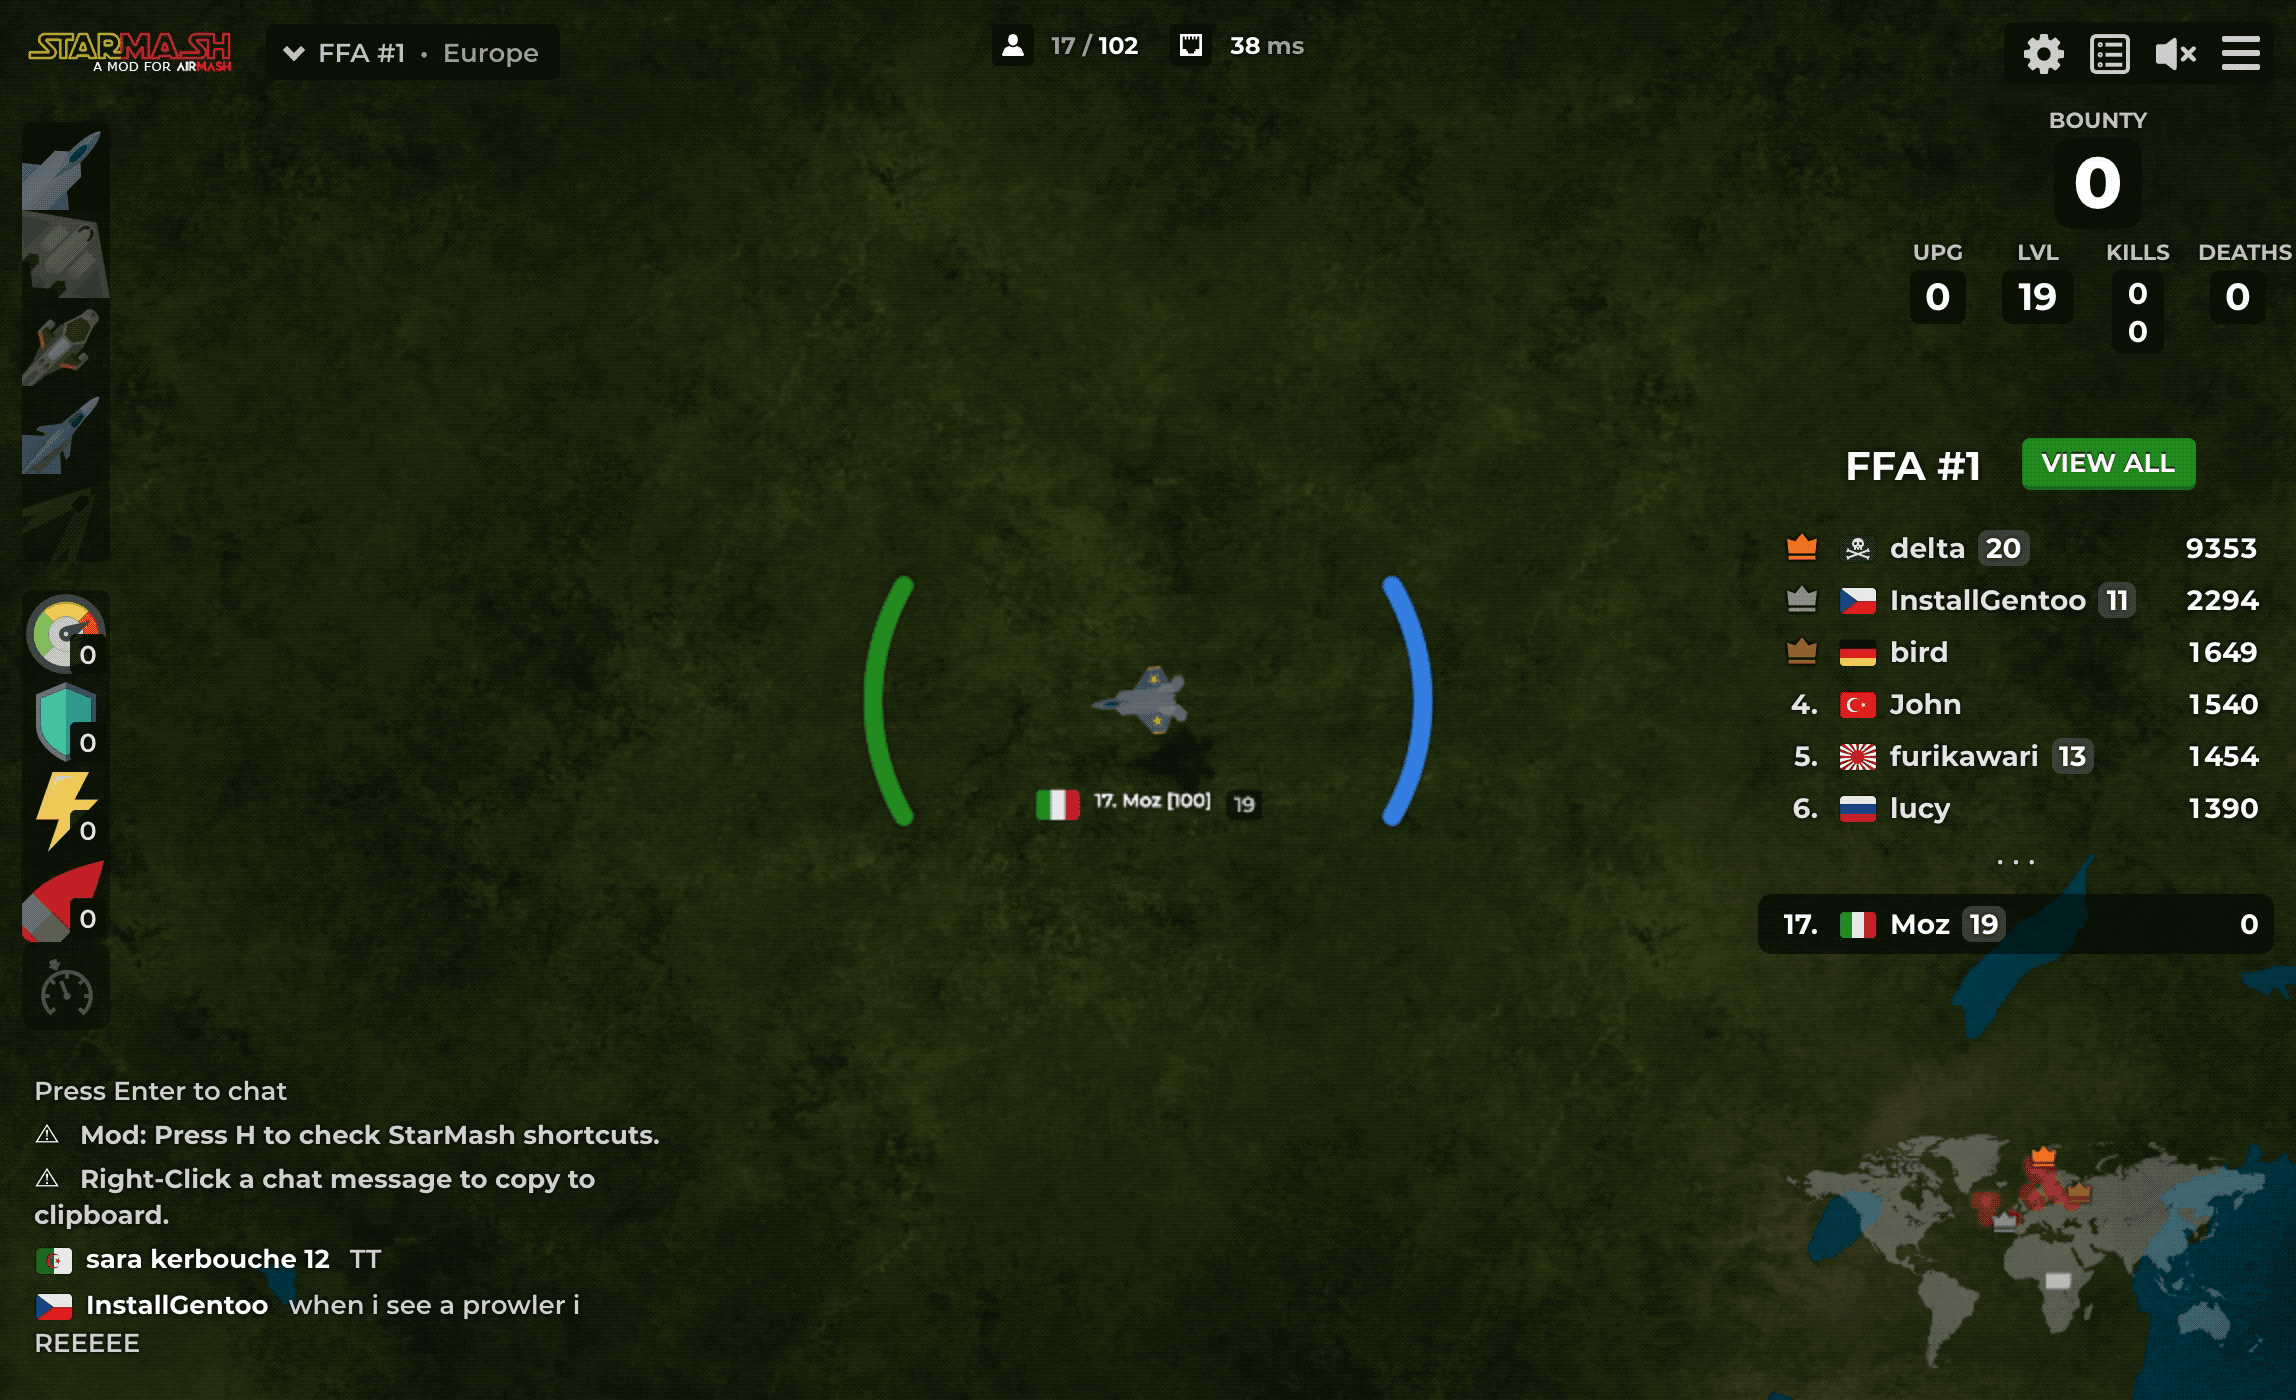 STARMASH
A MOD FOR AIRMASH
FFA #1 · Europe
17 / 102
38 ms
BOUNTY
0
UPG LVL KILLS DEATHS
0 19 0 0
0
FFA #1 VIEW ALL
delta 20 9353
InstallGentoo 11 2294
bird 1649
4. John 1540
5. furikawari 13 1454
6. lucy 1390
...
17. Moz 19 0
0
0
0
0
17. Moz [100] 19
Press Enter to chat
Mod: Press H to check StarMash shortcuts.
Right-Click a chat message to copy to
clipboard.
sara kerbouche 12 TT
InstallGentoo when i see a prowler i
REEEEE